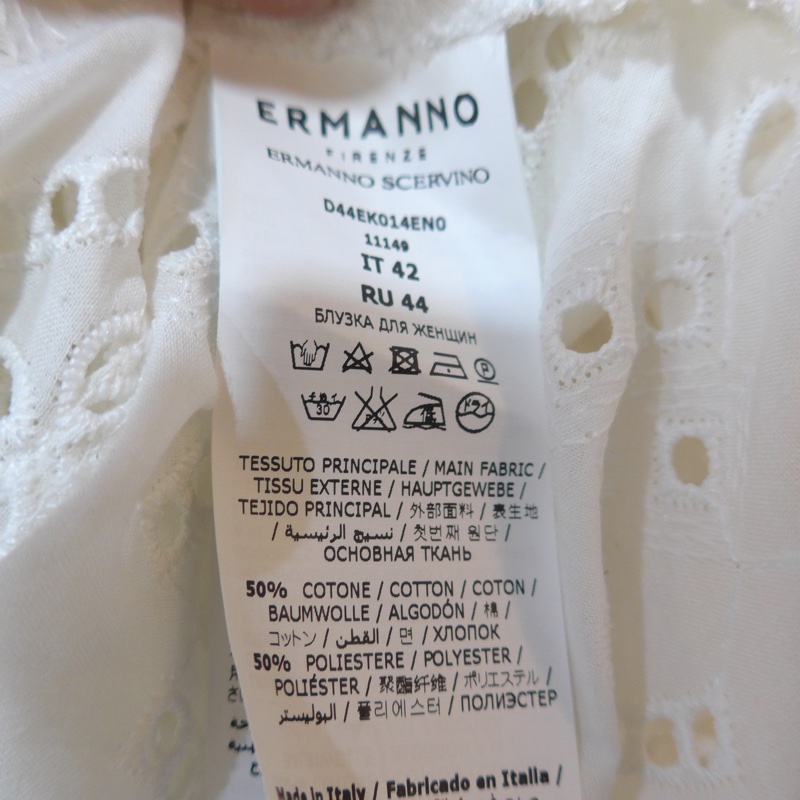 ERMANNO
FIRENZE
ERMANNO SCERVINO
D44EK014EN0
11149
IT 42
RU 44
БЛУЗКА ДЛЯ ЖЕНЩИН
P
30
ドライ
TESSUTO PRINCIPALE / MAIN FABRIC /
TISSU EXTERNE / HAUPTGEWEBE /
TEJIDO PRINCIPAL / 外部面料 / 表生地
/ نسيج الرئيسية / 첫번째 원단 /
ОСНОВНАЯ ТКАНЬ
50% COTONE / COTTON / COTON /
BAUMWOLLE / ALGODÓN / 棉 /
コットン / القطن / 면 / ХЛОПОК
50% POLIESTERE / POLYESTER /
POLIÉSTER / 聚酯纤维 / ポリエステル /
البوليستر / 폴리에스터 / ПОЛИЭСТЕР
Made in Italy / Fabricado en Italia /